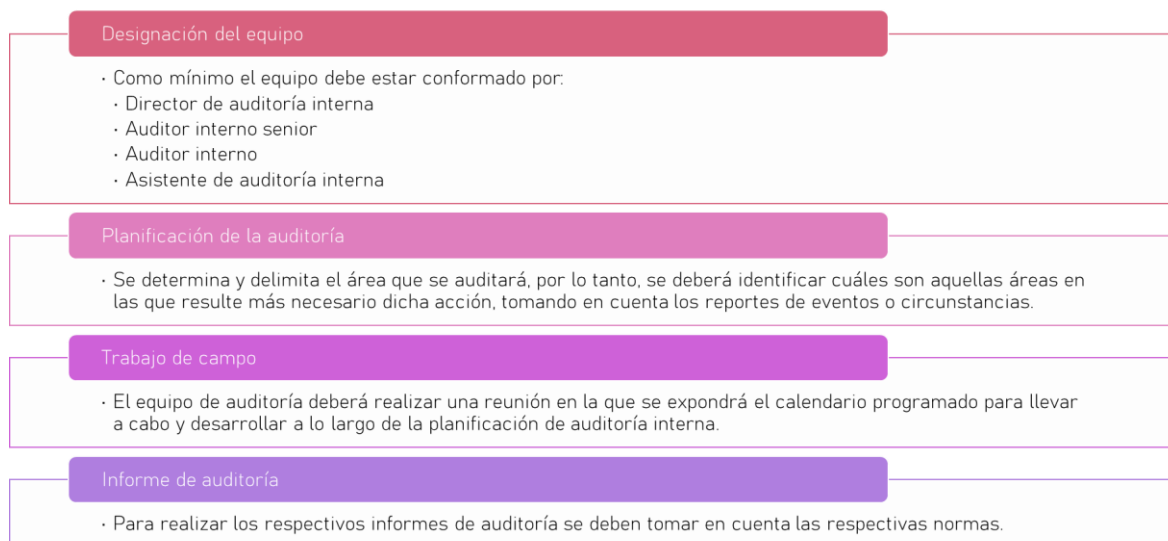 Designación del equipo
· Como mínimo el equipo debe estar conformado por:
· Director de auditoría interna
· Auditor interno senior
· Auditor interno
· Asistente de auditoría interna
Planificación de la auditoría
· Se determina y delimita el área que se auditará, por lo tanto, se deberá identificar cuáles son aquellas áreas en
las que resulte más necesario dicha acción, tomando en cuenta los reportes de eventos o circunstancias.
Trabajo de campo
· El equipo de auditoría deberá realizar una reunión en la que se expondrá el calendario programado para llevar
a cabo y desarrollar a lo largo de la planificación de auditoría interna.
Informe de auditoría
· Para realizar los respectivos informes de auditoría se deben tomar en cuenta las respectivas normas.